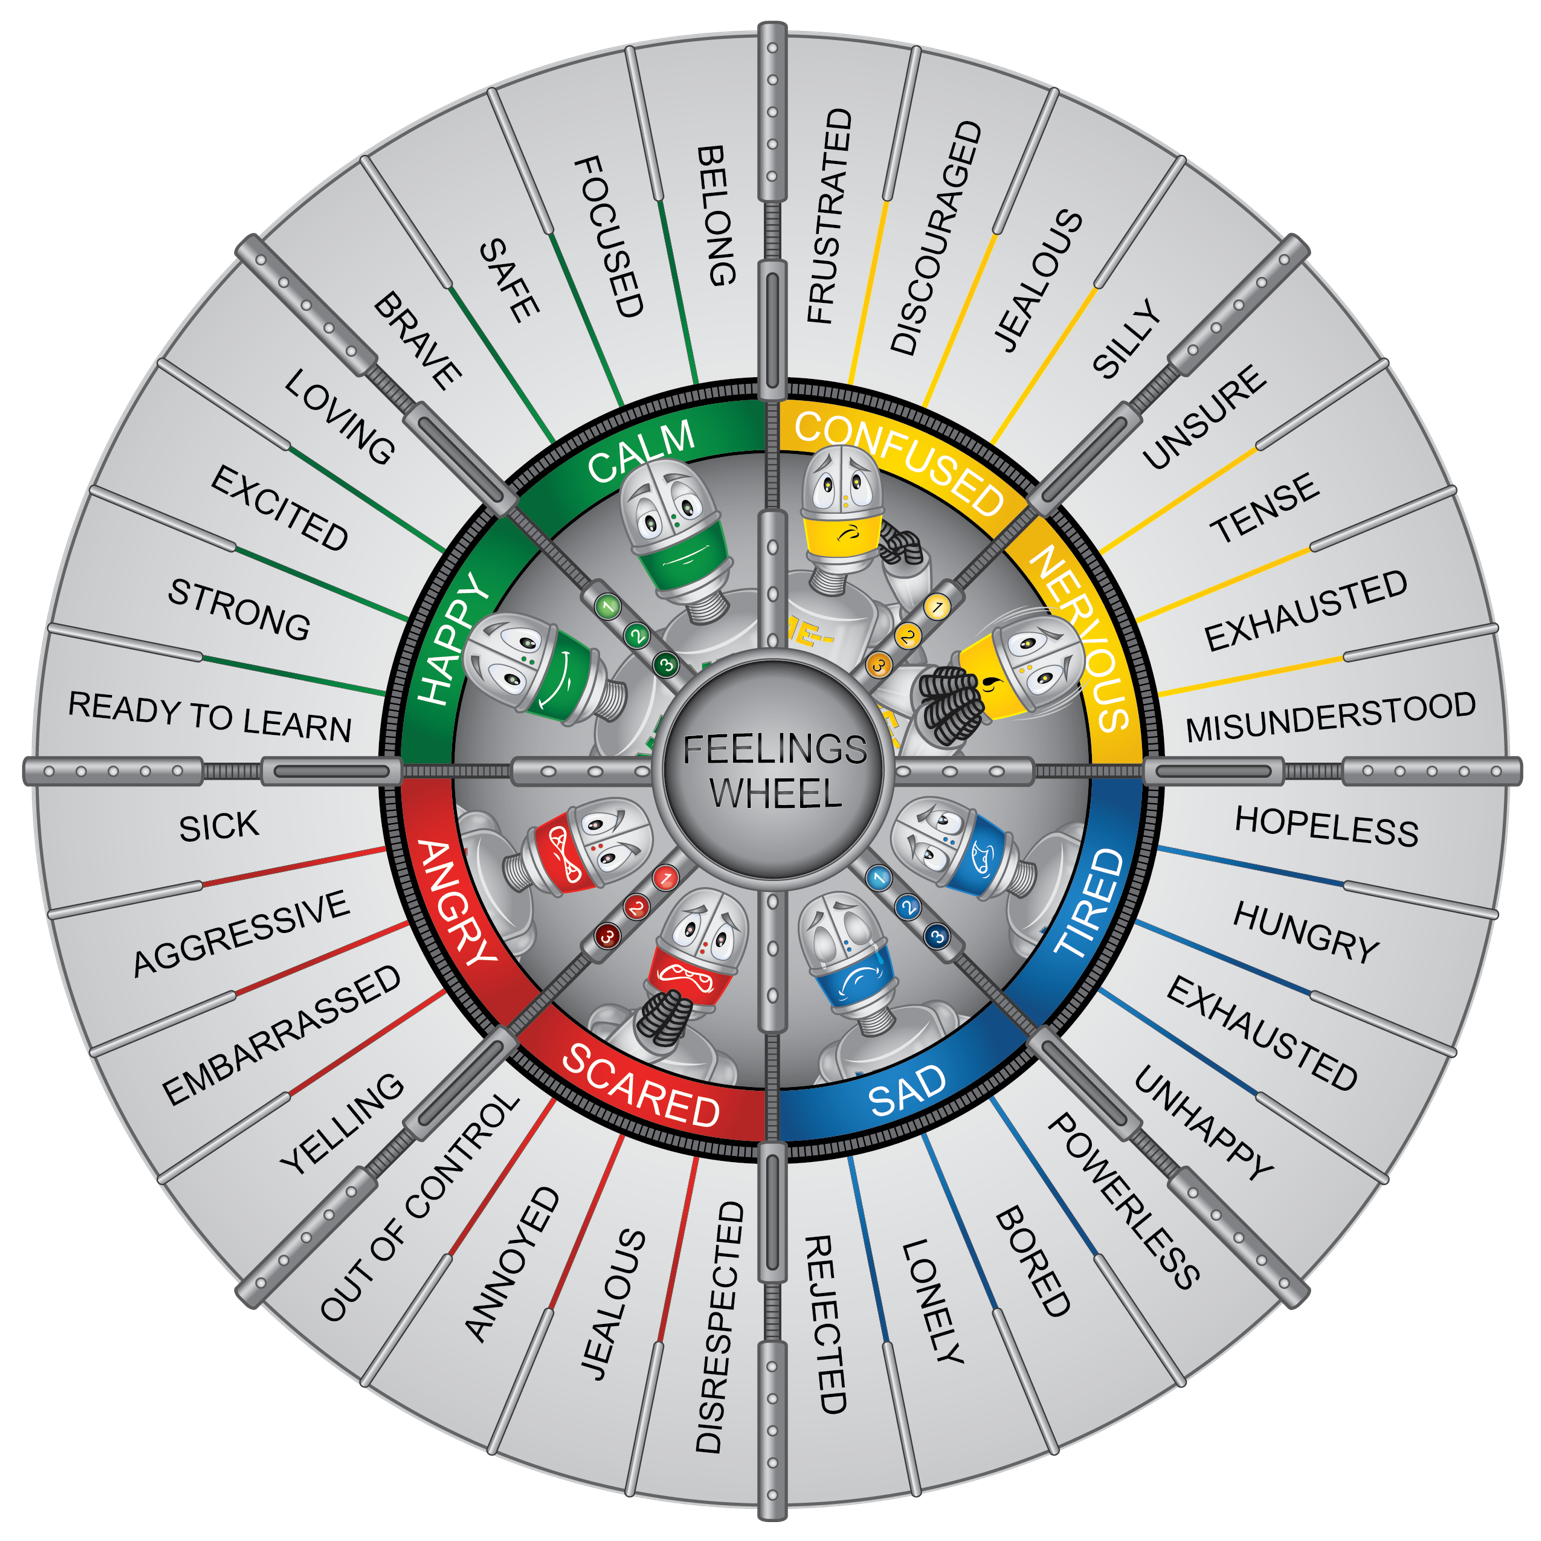 FEELINGS
WHEEL
CONFUSED
FRUSTRATED
DISCOURAGED
JEALOUS
SILLY
NERVOUS
UNSURE
TENSE
EXHAUSTED
MISUNDERSTOOD
1
2
3
TIRED
HOPELESS
HUNGRY
EXHAUSTED
UNHAPPY
SAD
POWERLESS
BORED
LONELY
REJECTED
1
2
3
SCARED
DISRESPECTED
JEALOUS
ANNOYED
OUT OF CONTROL
ANGRY
YELLING
EMBARRASSED
AGGRESSIVE
SICK
1
2
3
HAPPY
READY TO LEARN
STRONG
EXCITED
LOVING
CALM
BRAVE
SAFE
FOCUSED
BELONG
1
2
3